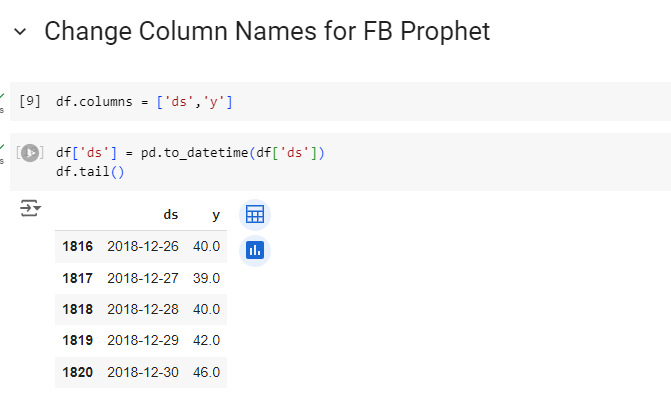 Change Column Names for FB Prophet
[9] df.columns = ['ds','y']
[ ] df['ds'] = pd.to_datetime(df['ds'])
df.tail()
ds y
1816 2018-12-26 40.0
1817 2018-12-27 39.0
1818 2018-12-28 40.0
1819 2018-12-29 42.0
1820 2018-12-30 46.0